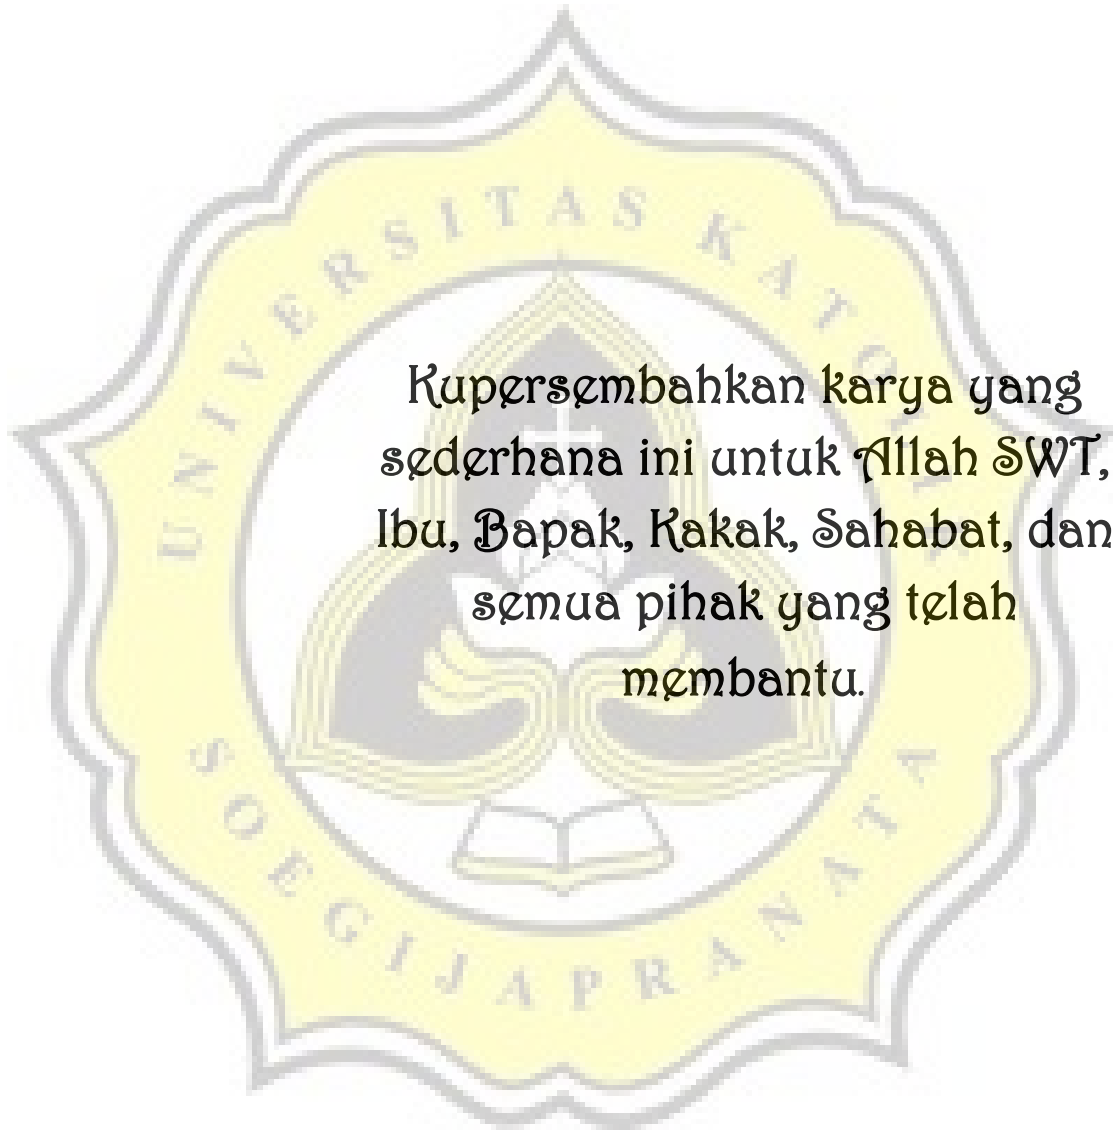 UNIVERSITAS KATOLIK
Kupersembahkan karya yang
sederhana ini untuk Allah SWT,
Ibu, Bapak, Kakak, Sahabat, dan
semua pihak yang telah
membantu.
SOEGIJAPRANATA